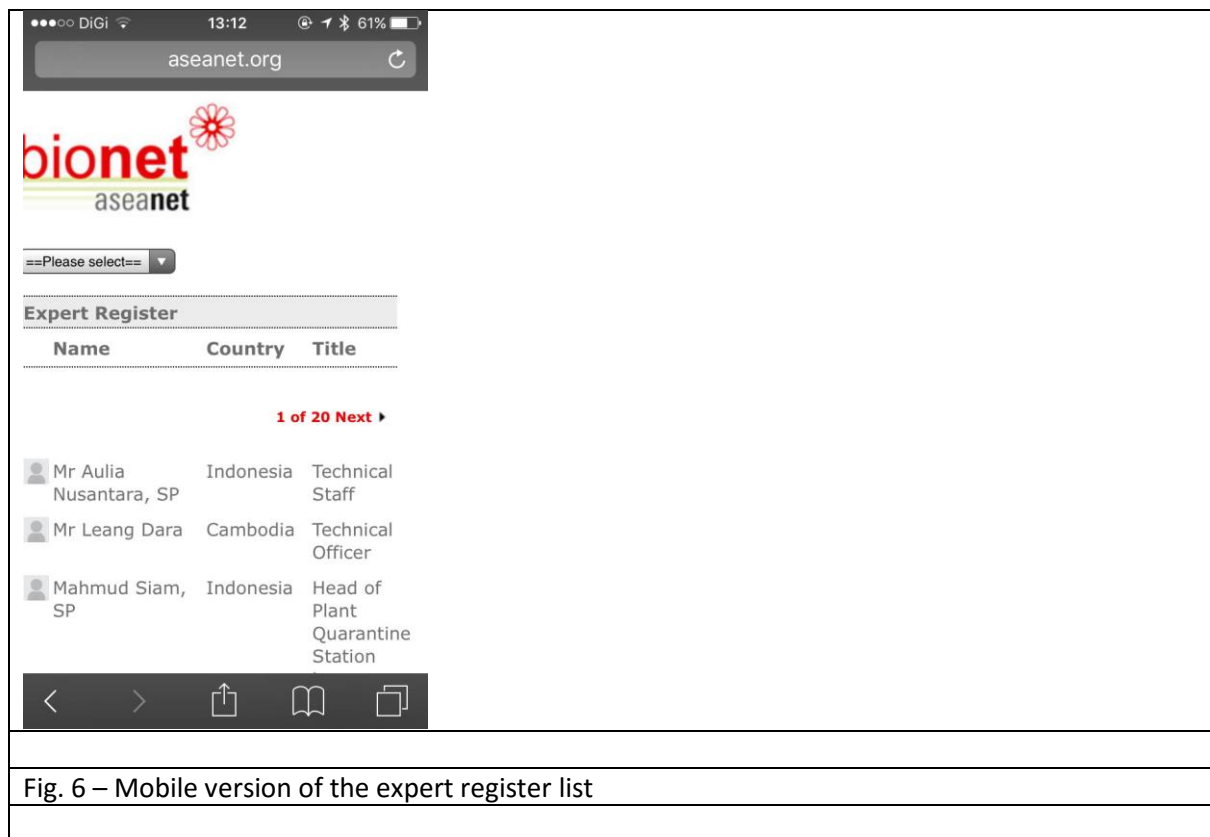 DiGi 13:12 61%
aseanet.org
bionet
aseanet
==Please select==
Expert Register
Name Country Title
1 of 20 Next
Mr Aulia Indonesia Technical
Nusantara, SP Staff
Mr Leang Dara Cambodia Technical
Officer
Mahmud Siam, Indonesia Head of
SP Plant
Quarantine
Station
Fig. 6 – Mobile version of the expert register list